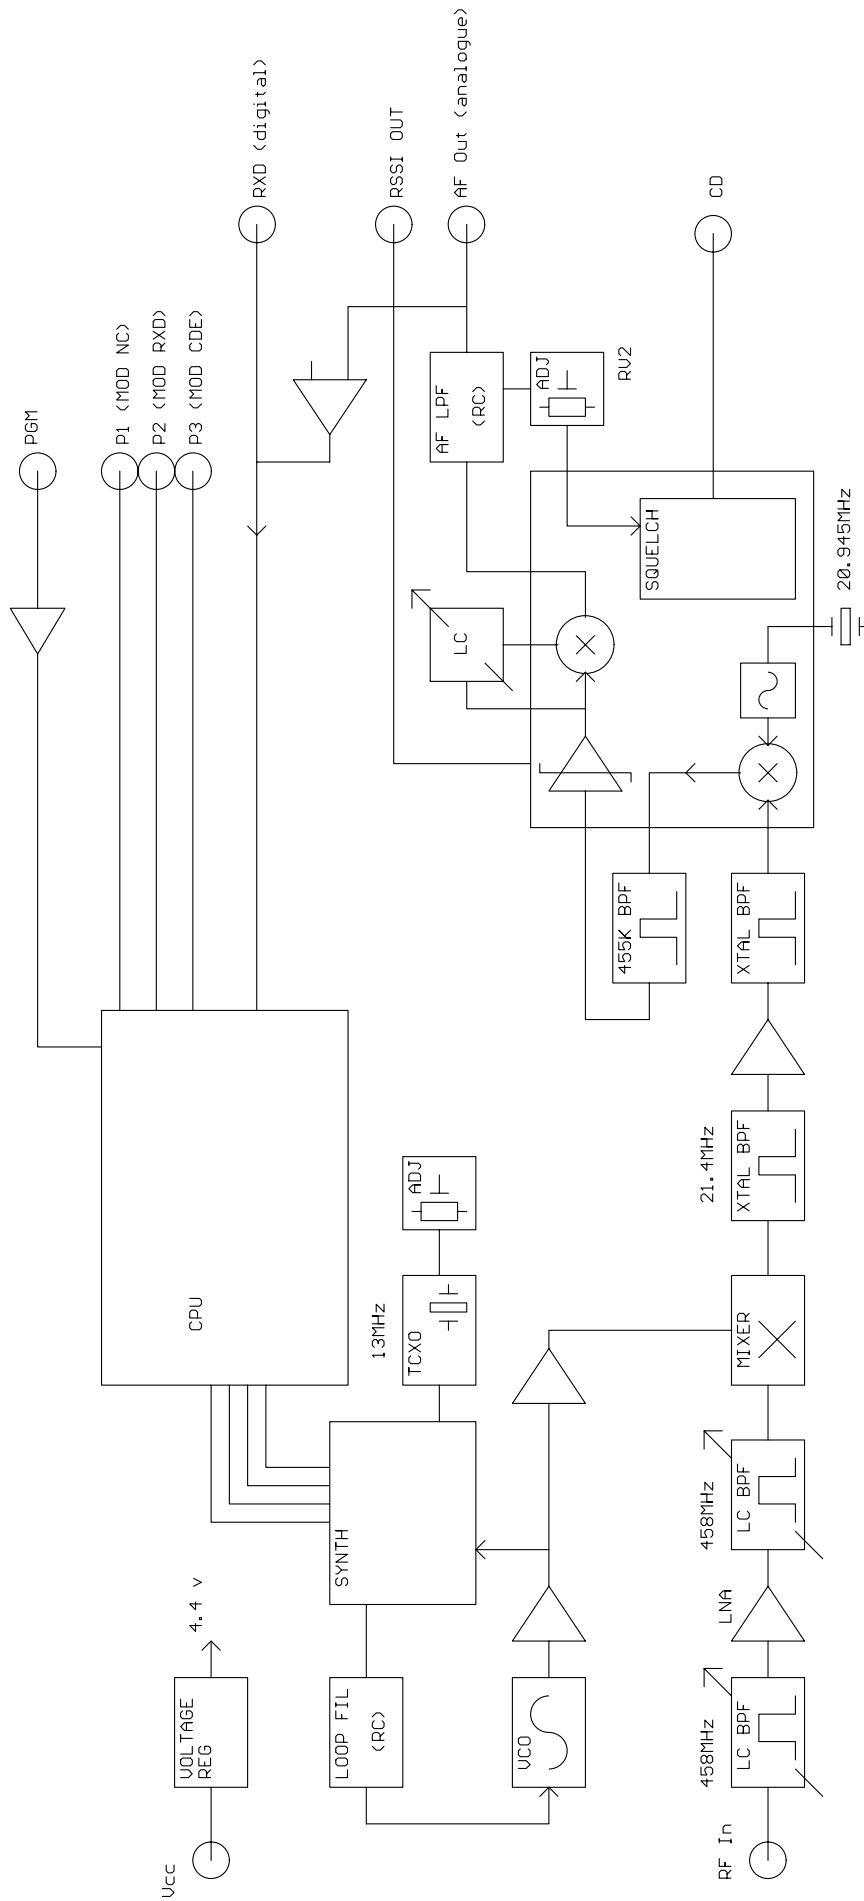 Vcc
VOLTAGE
REG
4.4 v
PGM
P1 (MOD NC)
P2 (MOD RXD)
P3 (MOD CDE)
RXD (digital)
RSSI OUT
AF Out (analogue)
CPU
SYNTH
13MHz
TCXO
ADJ
LOOP FIL
(RC)
VCO
LC
AF LPF
(RC)
ADJ
RV2
SQUELCH
CD
455K BPF
RF In
458MHz
LC BPF
LNA
458MHz
LC BPF
MIXER
21.4MHz
XTAL BPF
XTAL BPF
20.945MHz